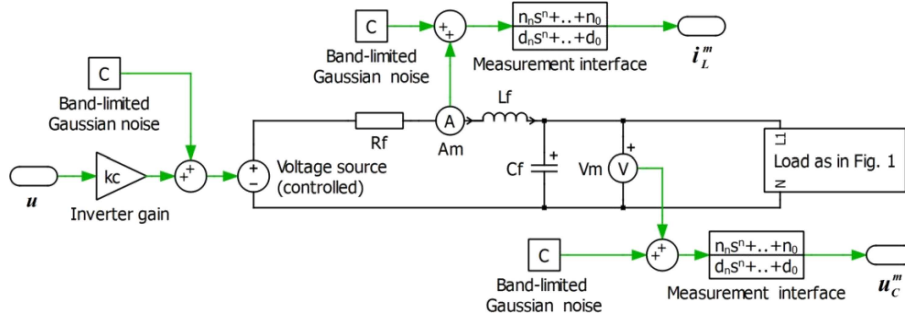 C
Band-limited
Gaussian noise
nₙsⁿ+..+n₀
dₙsⁿ+..+d₀
Measurement interface
i_L^m
C
Band-limited
Gaussian noise
A
Am
Lf
Rf
u
kc
Inverter gain
Voltage source
(controlled)
Cf
Vm
V
L1
N
Load as in Fig. 1
C
Band-limited
Gaussian noise
nₙsⁿ+..+n₀
dₙsⁿ+..+d₀
Measurement interface
u_C^m